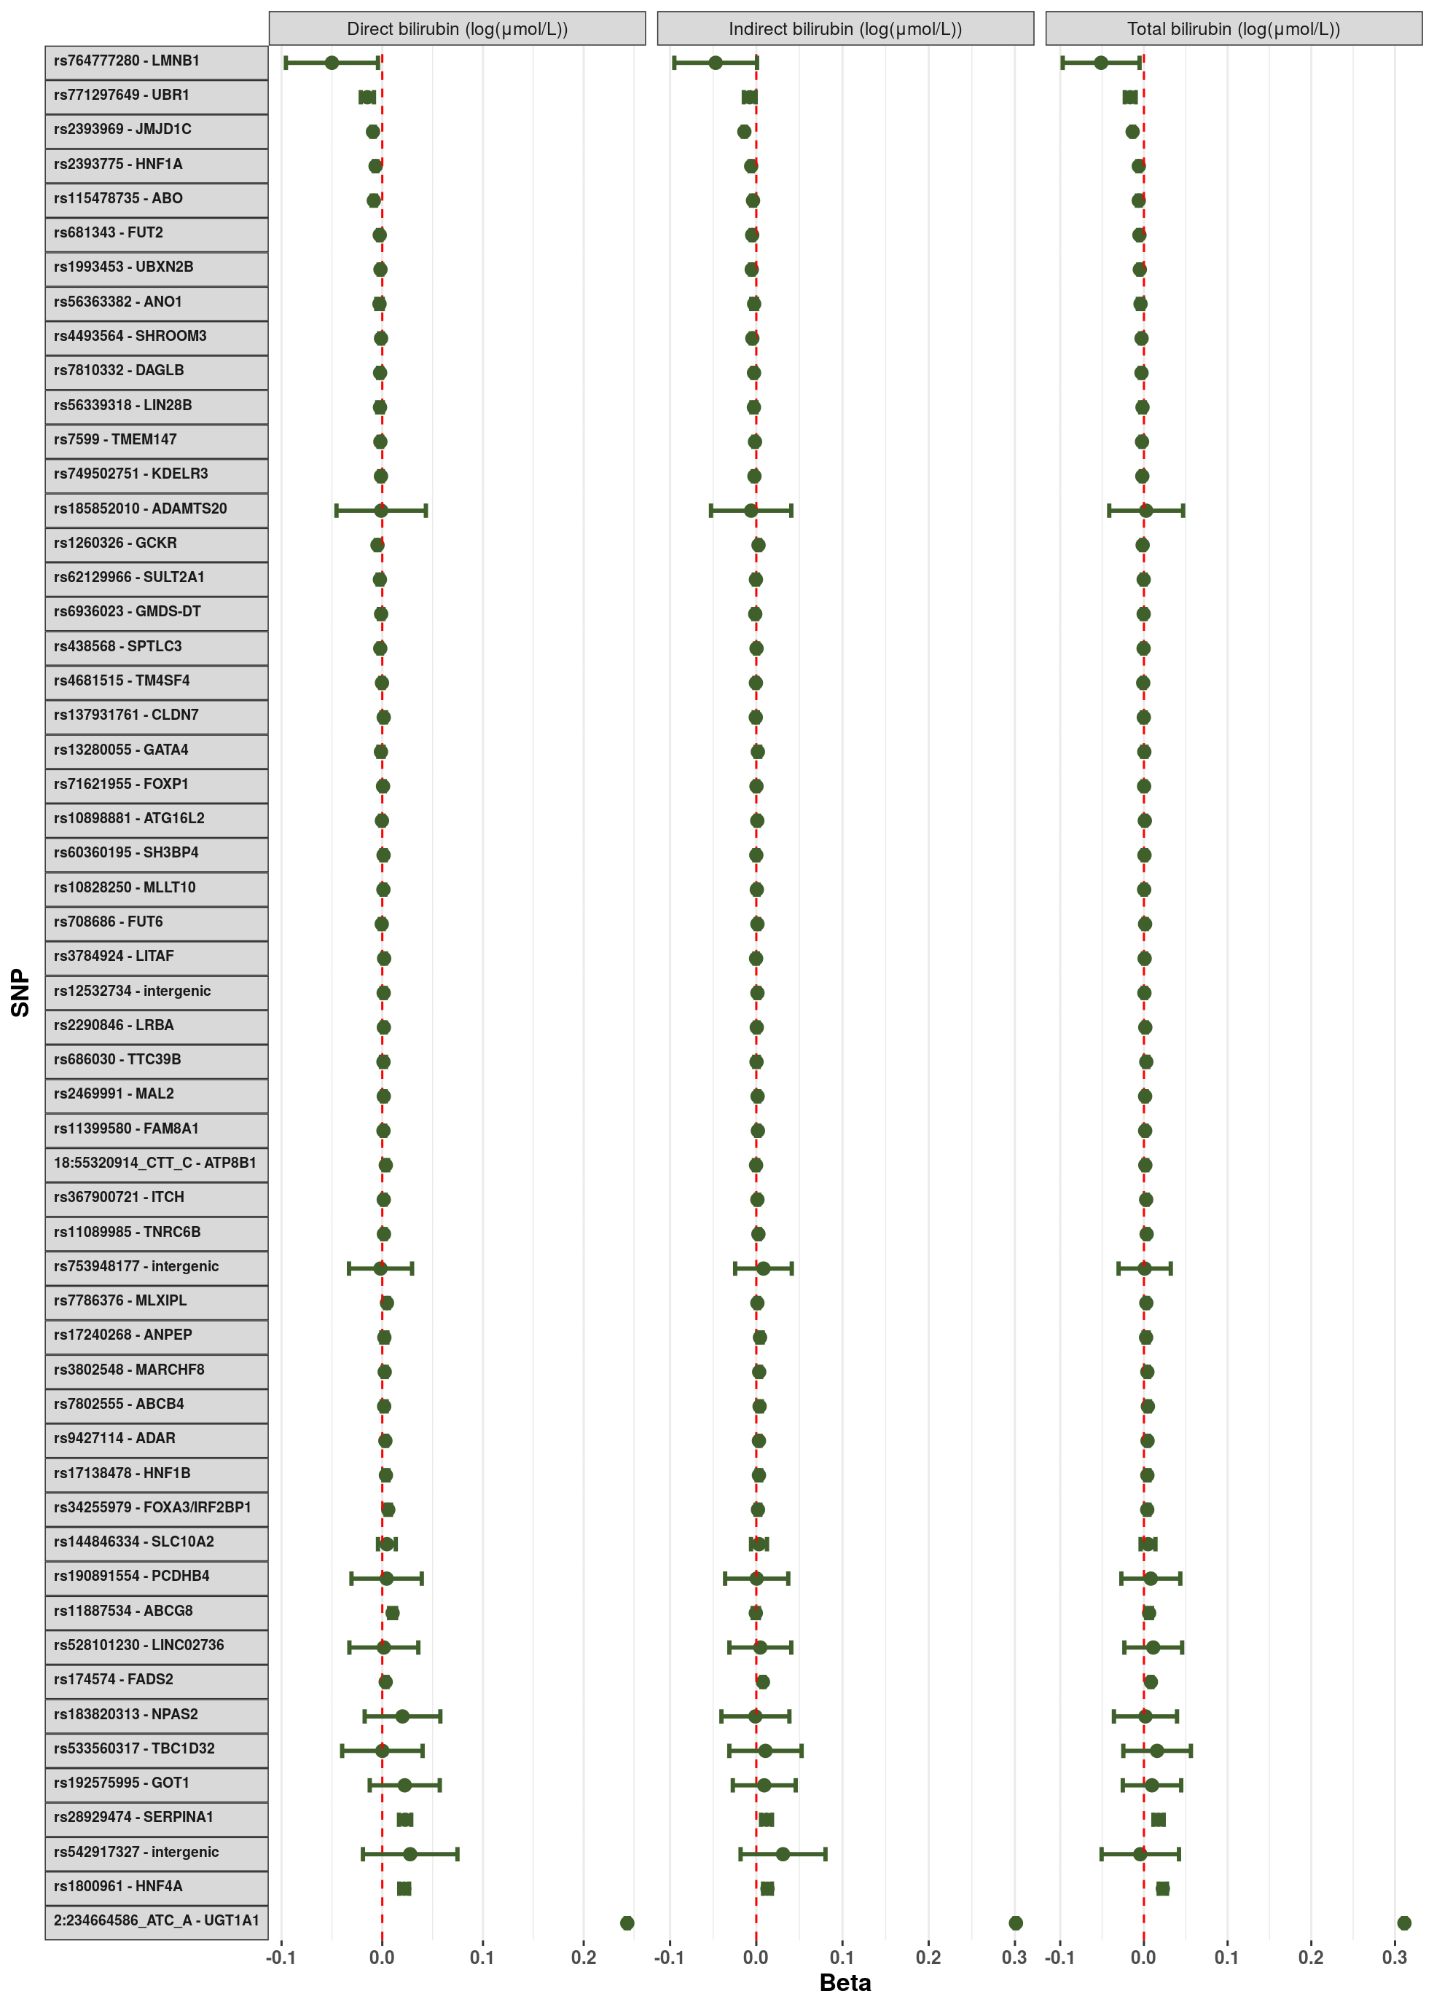 Direct bilirubin (log(µmol/L))
Indirect bilirubin (log(µmol/L))
Total bilirubin (log(µmol/L))
rs764777280 - LMNB1
rs771297649 - UBR1
rs2393969 - JMJD1C
rs2393775 - HNF1A
rs115478735 - ABO
rs681343 - FUT2
rs1993453 - UBXN2B
rs56363382 - ANO1
rs4493564 - SHROOM3
rs7810332 - DAGLB
rs56339318 - LIN28B
rs7599 - TMEM147
rs749502751 - KDELR3
rs185852010 - ADAMTS20
rs1260326 - GCKR
rs62129966 - SULT2A1
rs6936023 - GMDS-DT
rs438568 - SPTLC3
rs4681515 - TM4SF4
rs137931761 - CLDN7
rs13280055 - GATA4
rs71621955 - FOXP1
rs10898881 - ATG16L2
rs60360195 - SH3BP4
rs10828250 - MLLT10
rs708686 - FUT6
rs3784924 - LITAF
rs12532734 - intergenic
rs2290846 - LRBA
rs686030 - TTC39B
rs2469991 - MAL2
rs11399580 - FAM8A1
18:55320914_CTT_C - ATP8B1
rs367900721 - ITCH
rs11089985 - TNRC6B
rs753948177 - intergenic
rs7786376 - MLXIPL
rs17240268 - ANPEP
rs3802548 - MARCHF8
rs7802555 - ABCB4
rs9427114 - ADAR
rs17138478 - HNF1B
rs34255979 - FOXA3/IRF2BP1
rs144846334 - SLC10A2
rs190891554 - PCDHB4
rs11887534 - ABCG8
rs528101230 - LINC02736
rs174574 - FADS2
rs183820313 - NPAS2
rs533560317 - TBC1D32
rs192575995 - GOT1
rs28929474 - SERPINA1
rs542917327 - intergenic
rs1800961 - HNF4A
2:234664586_ATC_A - UGT1A1
SNP
-0.1 0.0 0.1 0.2
-0.1 0.0 0.1 0.2 0.3
-0.1 0.0 0.1 0.2 0.3
Beta